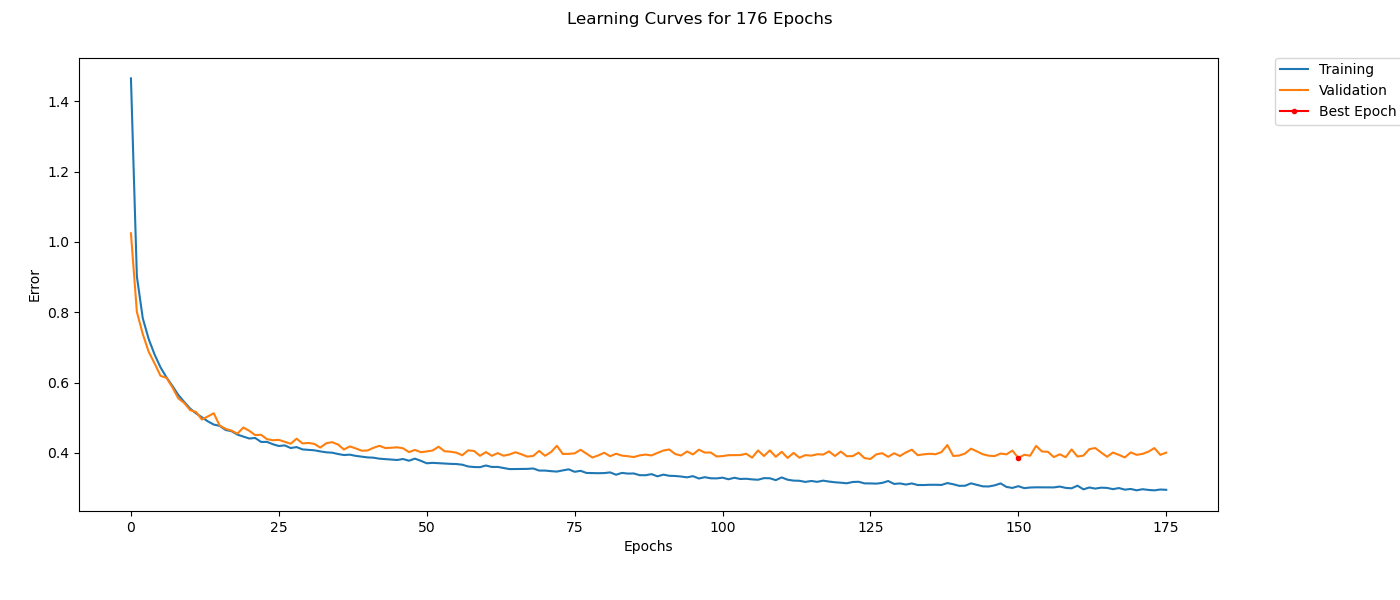 Learning Curves for 176 Epochs
Training
Validation
Best Epoch
1.4
1.2
1.0
0.8
0.6
0.4
Error
0 25 50 75 100 125 150 175
Epochs